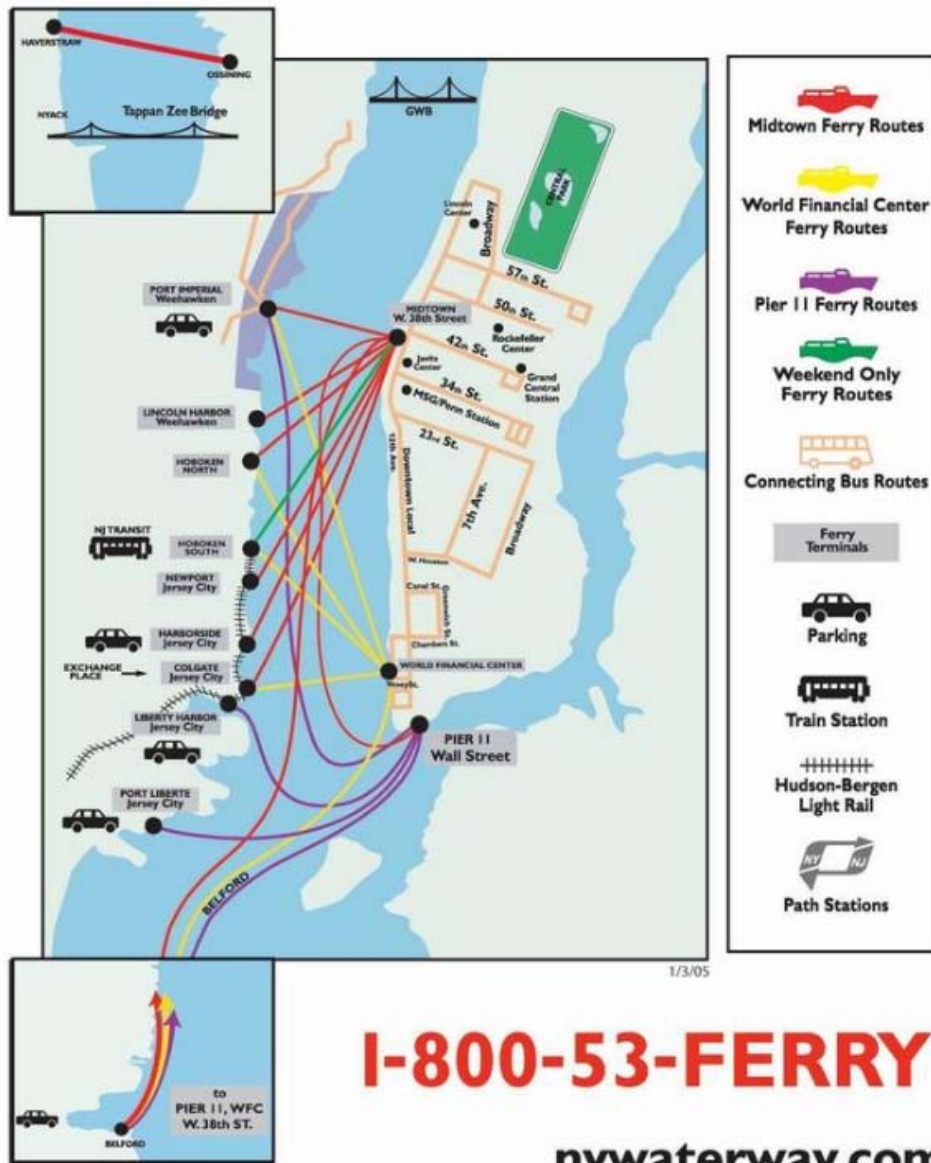 HAVERSTRAW
OSSINING
NYACK
Tappan Zee Bridge
GWB
CENTRAL
PARK
Lincoln
Center
Broadway
57th St.
50th St.
Rockefeller
Center
42th St.
Grand
Central
Station
PORT IMPERIAL
Weehawken
MIDTOWN
W. 38th Street
Javits
Center
34th St.
MSG/Penn Station
23rd St.
LINCOLN HARBOR
Weehawken
HOBOKEN
NORTH
12th Ave.
Downtown Local
7th Ave.
Broadway
NJ TRANSIT
HOBOKEN
SOUTH
W. Houston
NEWPORT
Jersey City
Canal St.
Greenwich St.
HARBORSIDE
Jersey City
Chambers St.
EXCHANGE
PLACE
COLGATE
Jersey City
WORLD FINANCIAL CENTER
Vesey St.
LIBERTY HARBOR
Jersey City
PIER 11
Wall Street
PORT LIBERTE
Jersey City
BELFORD
Midtown Ferry Routes
World Financial Center
Ferry Routes
Pier 11 Ferry Routes
Weekend Only
Ferry Routes
Connecting Bus Routes
Ferry
Terminals
Parking
Train Station
Hudson-Bergen
Light Rail
NY NJ
Path Stations
1/3/05
to
PIER 11, WFC
W. 38th ST.
BELFORD
1-800-53-FERRY
nywaterway.com